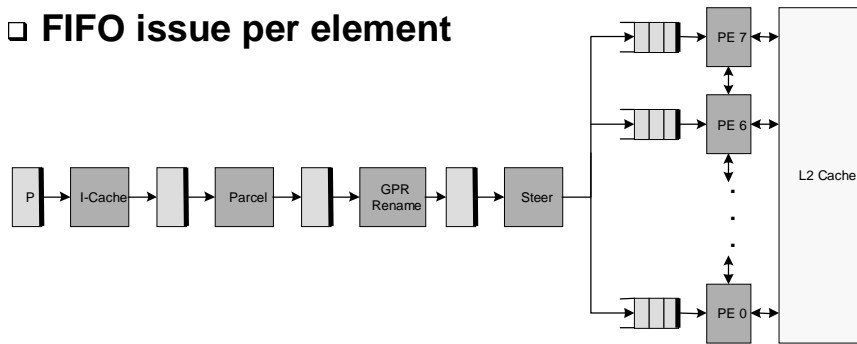 FIFO issue per element
P
I-Cache
Parcel
GPR
Rename
Steer
PE 7
PE 6
. . .
PE 0
L2 Cache